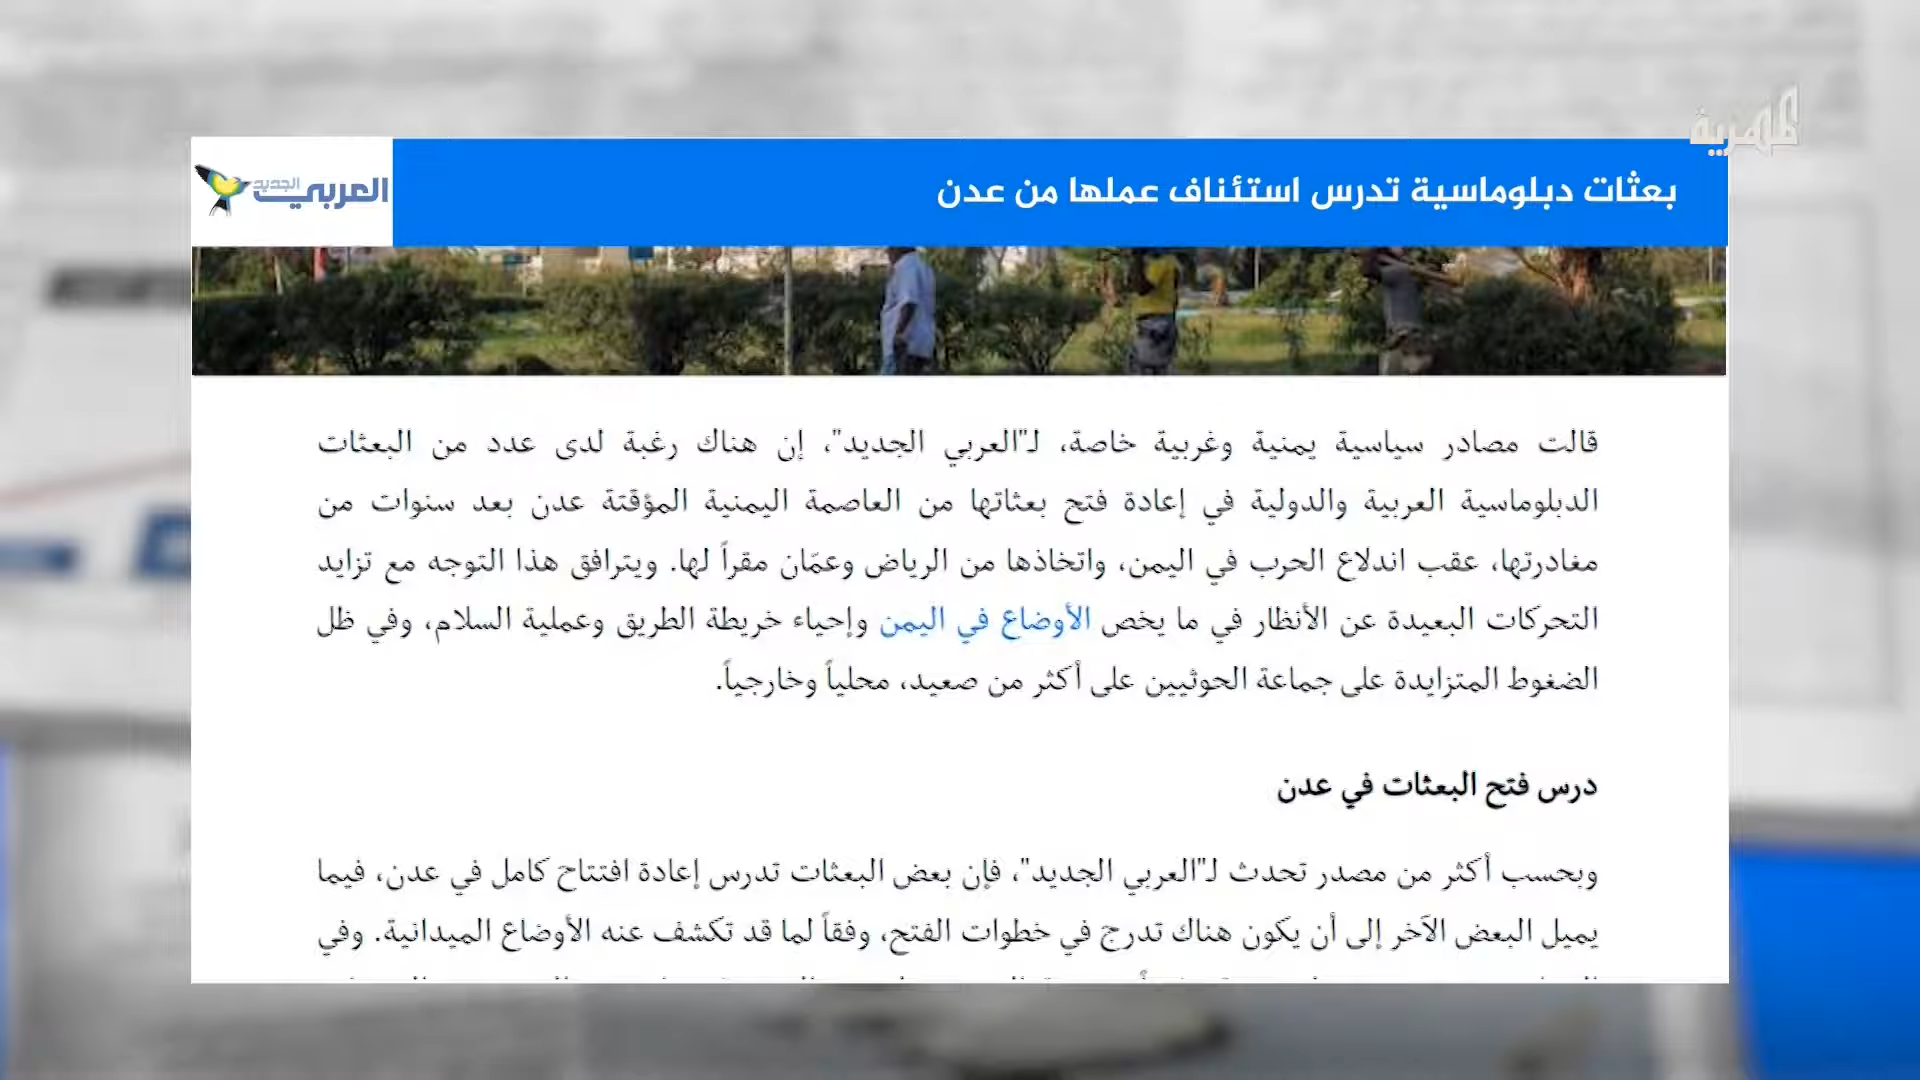 المهرية
العربي الجديد
بعثات دبلوماسية تدرس استئناف عملها من عدن
قالت مصادر سياسية يمنية وغربية خاصة، لـ"العربي الجديد"، إن هناك رغبة لدى عدد من البعثات
الدبلوماسية العربية والدولية في إعادة فتح بعثاتها من العاصمة اليمنية المؤقتة عدن بعد سنوات من
مغادرتها، عقب اندلاع الحرب في اليمن، واتخاذها من الرياض وعمّان مقراً لها. ويترافق هذا التوجه مع تزايد
التحركات البعيدة عن الأنظار في ما يخص الأوضاع في اليمن وإحياء خريطة الطريق وعملية السلام، وفي ظل
الضغوط المتزايدة على جماعة الحوثيين على أكثر من صعيد، محلياً وخارجياً.
درس فتح البعثات في عدن
وبحسب أكثر من مصدر تحدث لـ"العربي الجديد"، فإن بعض البعثات تدرس إعادة افتتاح كامل في عدن، فيما
يميل البعض الآخر إلى أن يكون هناك تدرج في خطوات الفتح، وفقاً لما قد تكشف عنه الأوضاع الميدانية. وفي